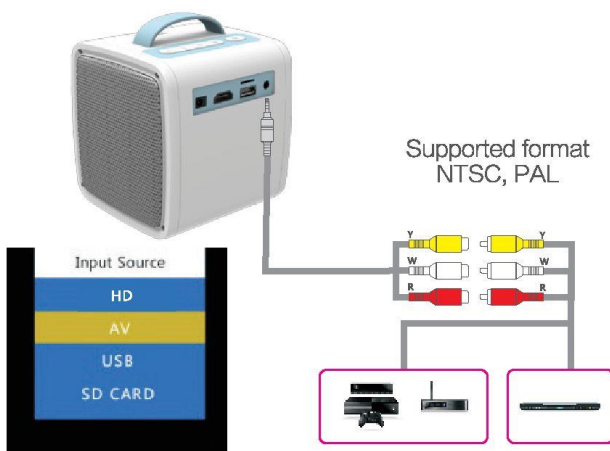 Supported format
NTSC, PAL
Y
Y
W
W
R
R
Input Source
HD
AV
USB
SD CARD